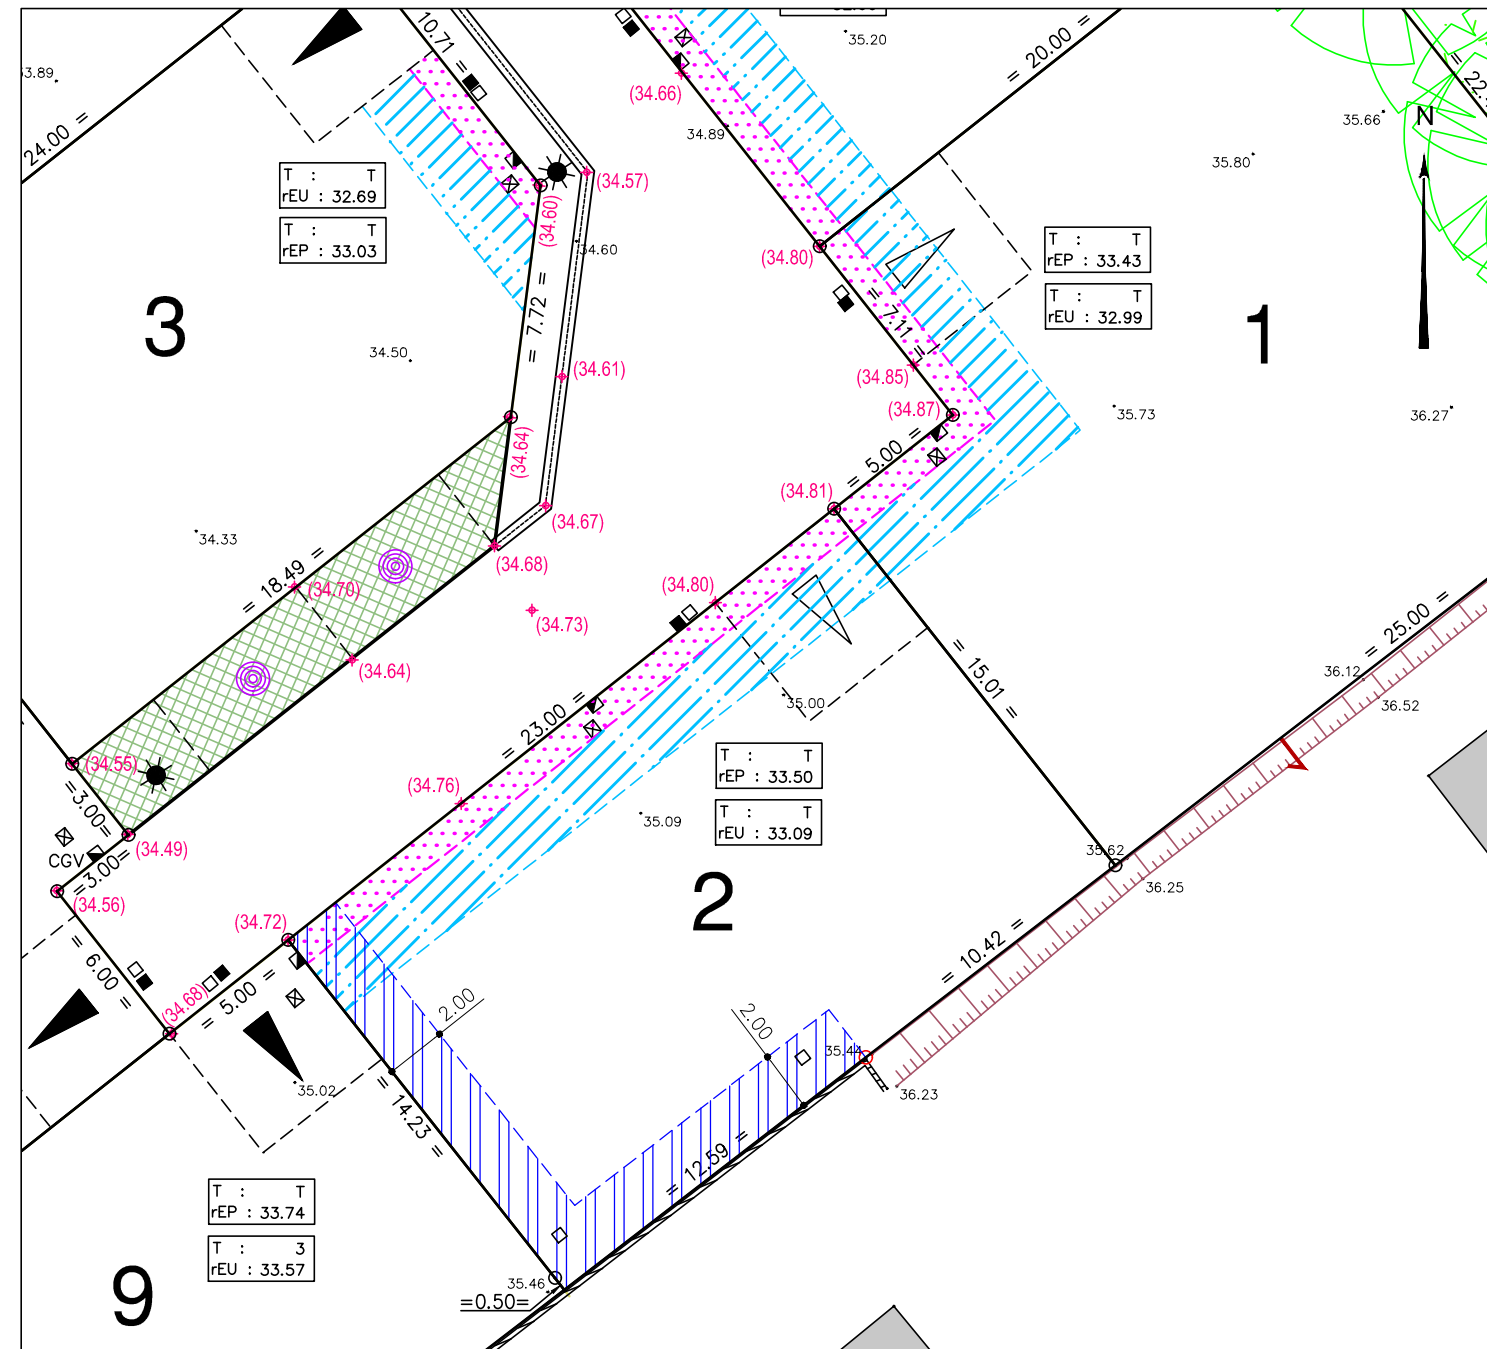 10.71 =
35.20
= 20.00 =
= 22.
3.89
24.00 =
(34.66)
34.89
35.66
N
35.80
T : T
rEU : 32.69
T : T
rEP : 33.03
(34.57)
(34.60)
34.60
(34.80)
T : T
rEP : 33.43
T : T
rEU : 32.99
3
1
= 7.72 =
= 7.11 =
34.50
(34.61)
(34.85)
(34.87)
35.73
36.27
(34.64)
= 5.00 =
(34.81)
34.33
(34.67)
(34.68)
= 18.49 =
(34.70)
(34.80)
(34.73)
= 25.00 =
(34.64)
36.12
36.52
= 15.01 =
35.00
= 23.00 =
(34.55)
T : T
rEP : 33.50
T : T
rEU : 33.09
(34.76)
35.09
=3.00=
(34.49)
CGV
=3.00=
35.62
36.25
(34.56)
2
(34.72)
= 10.42 =
= 6.00 =
(34.68)
= 5.00 =
2.00
2.00
35.44
35.02
36.23
= 14.23 =
= 12.59 =
T : T
rEP : 33.74
T : 3
rEU : 33.57
9
35.46
=0.50=